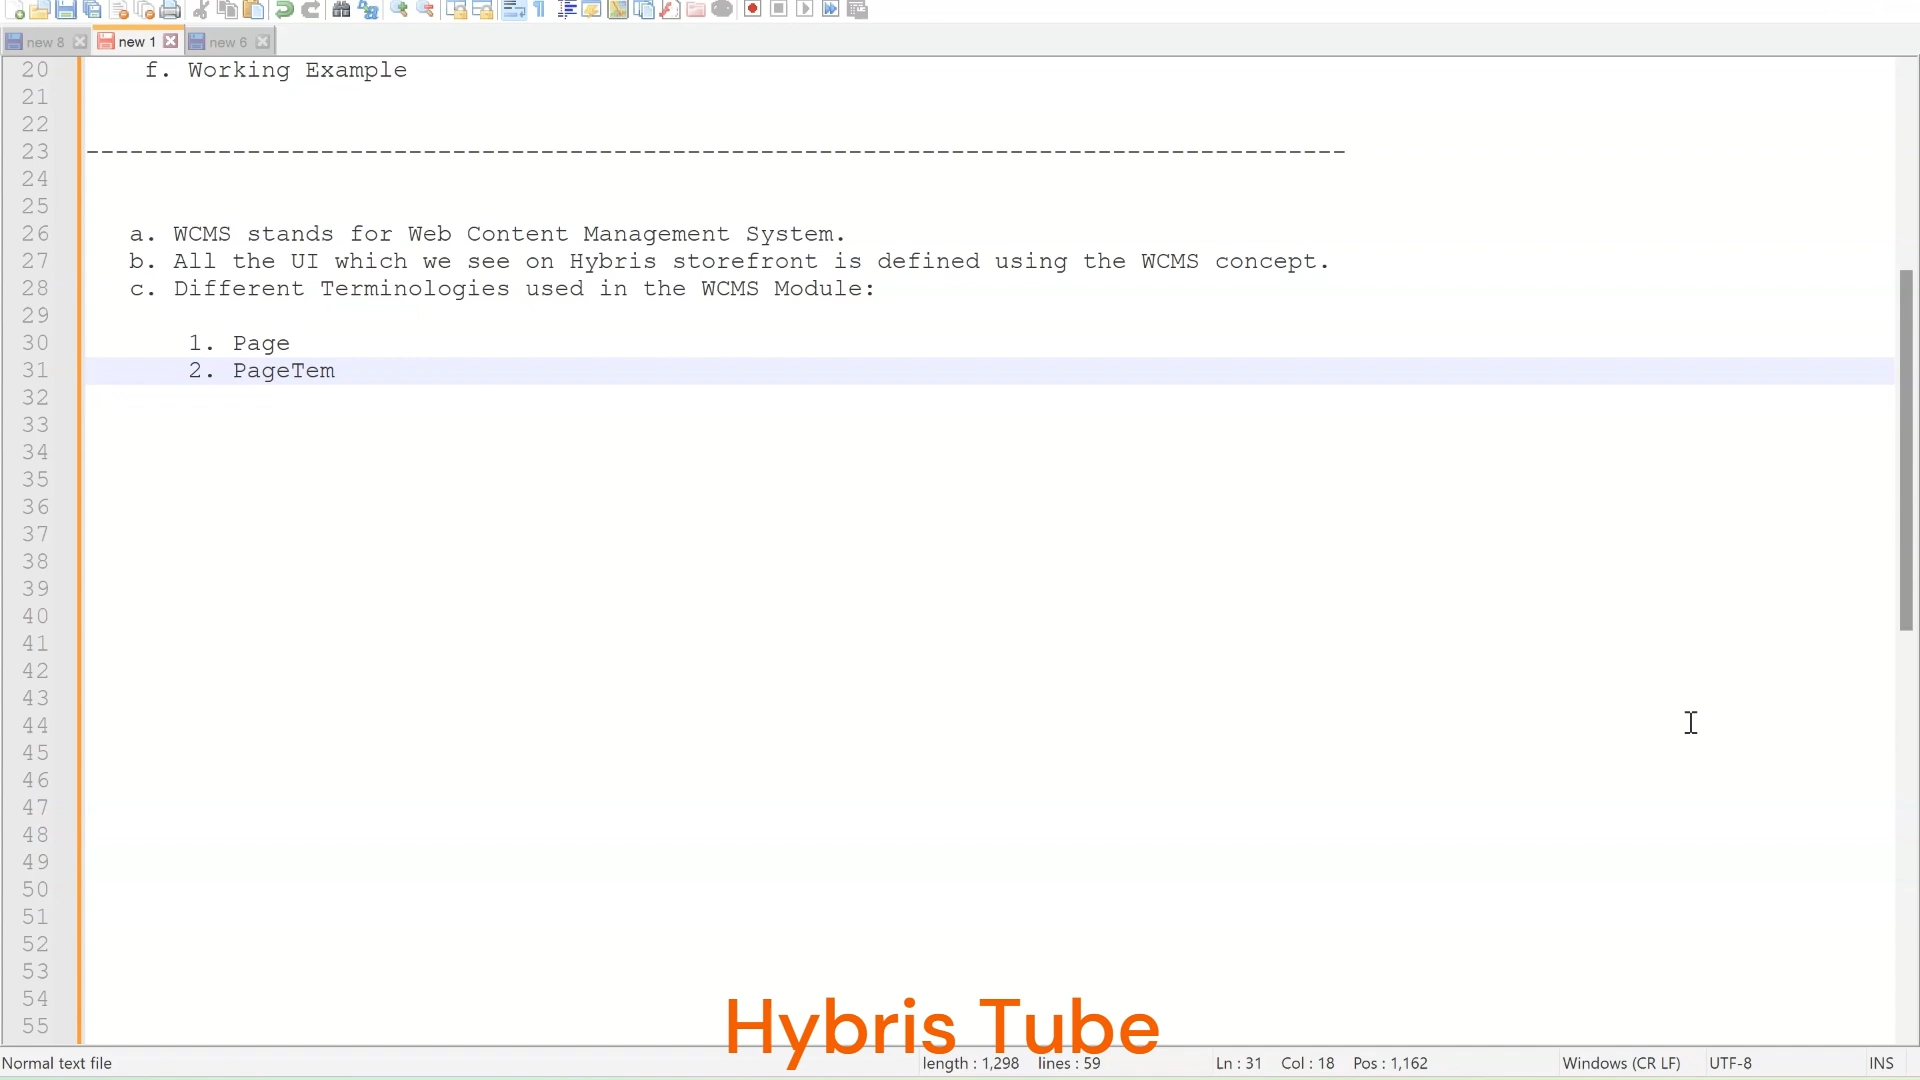 new 8
new 1
new 6
20 f. Working Example
21
22
23 --------------------------------------------------------------------------------------
24
25
26 a. WCMS stands for Web Content Management System.
27 b. All the UI which we see on Hybris storefront is defined using the WCMS concept.
28 c. Different Terminologies used in the WCMS Module:
29
30 1. Page
31 2. PageTem
32
33
34
35
36
37
38
39
40
41
42
43
44
45
46
47
48
49
50
51
52
53
54
55
Hybris Tube
Normal text file length : 1,298 lines : 59 Ln : 31 Col : 18 Pos : 1,162 Windows (CR LF) UTF-8 INS